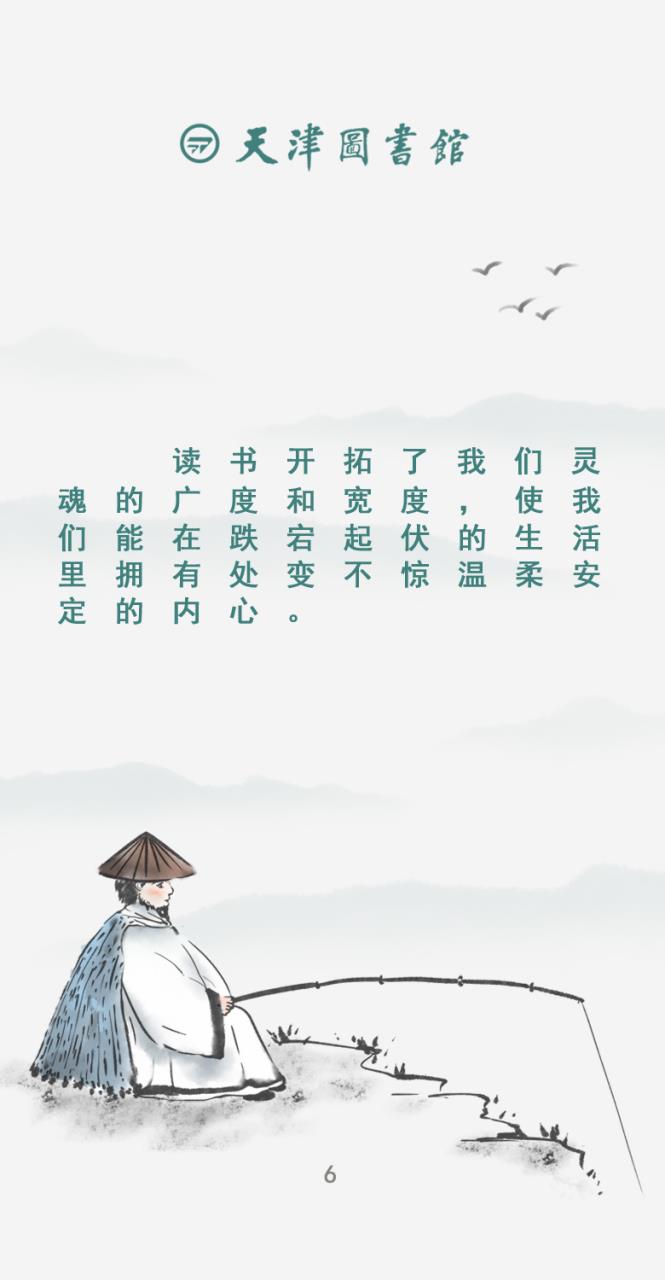 天津圖書館
读书开拓了我们灵
魂的广度和宽度，使我
们能在跌宕起伏的生活
里拥有处变不惊温柔安
定的内心。
6